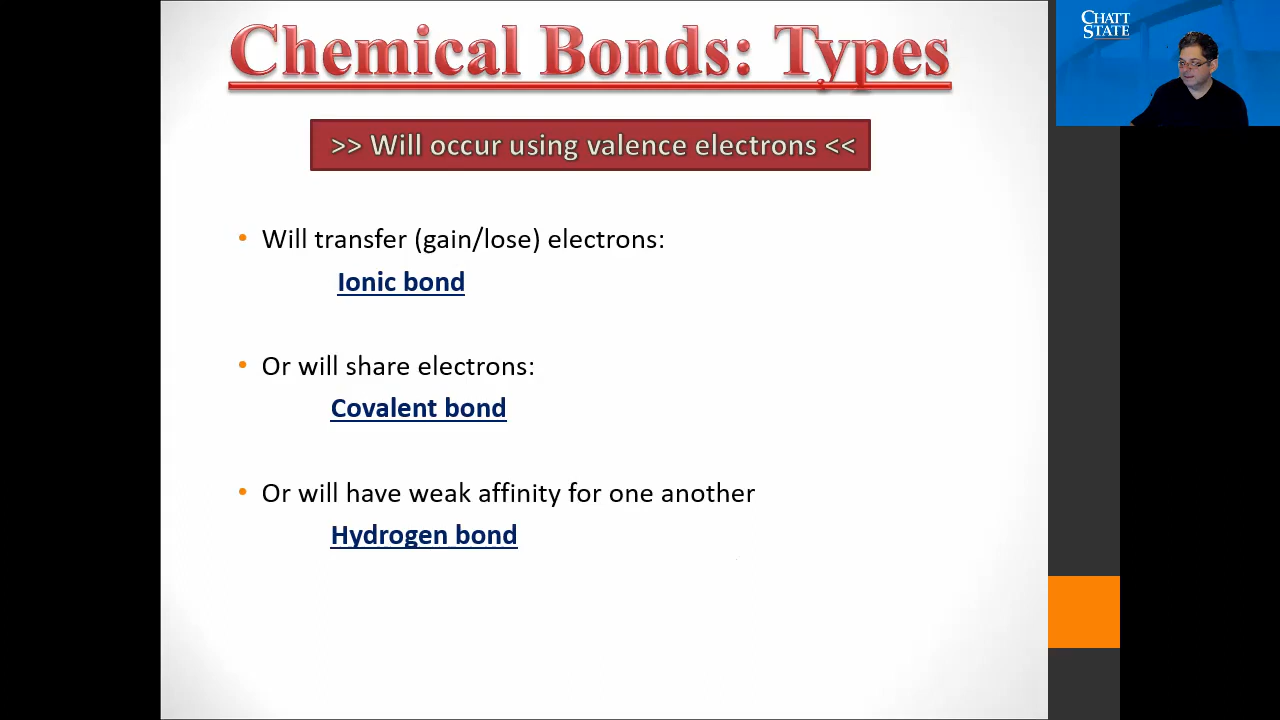 Chemical Bonds: Types
>> Will occur using valence electrons <<
• Will transfer (gain/lose) electrons:
Ionic bond
• Or will share electrons:
Covalent bond
• Or will have weak affinity for one another
Hydrogen bond
CHATT
STATE